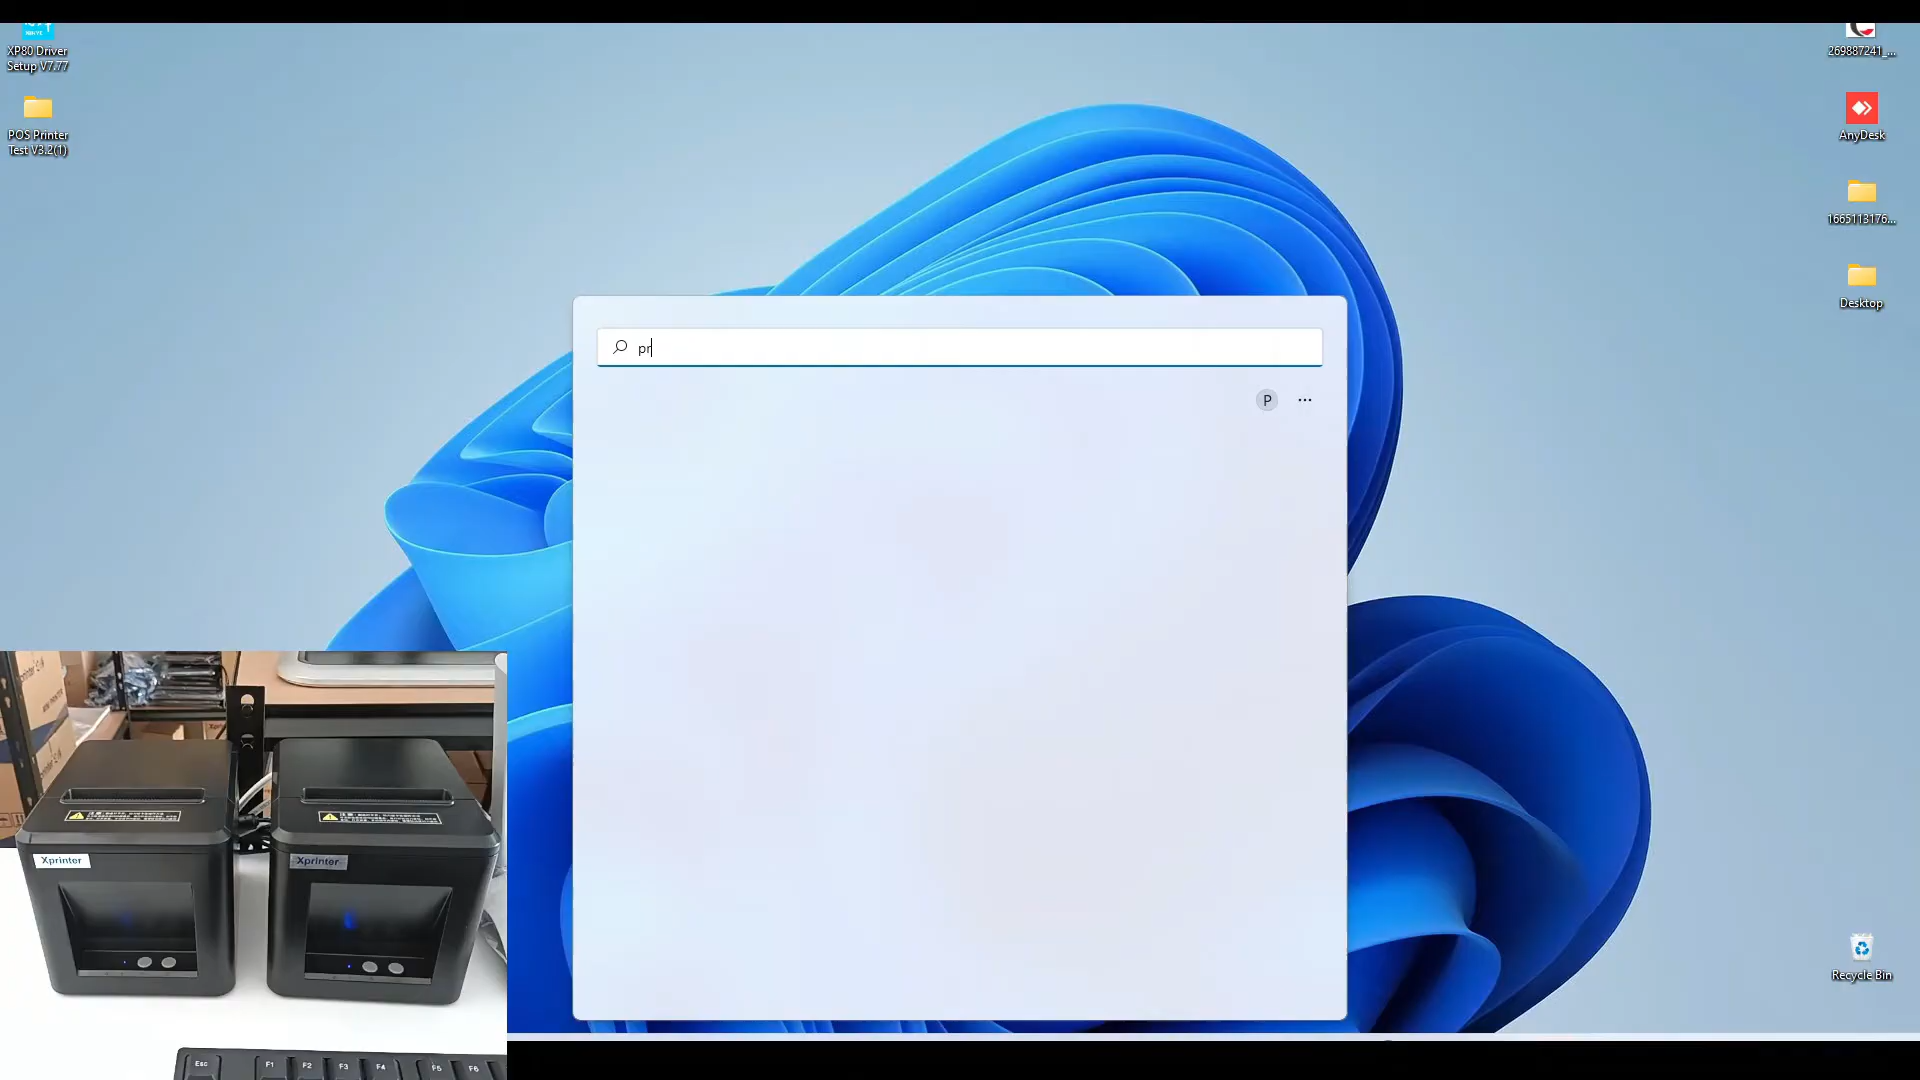 XP80 Driver
Setup V7.77
POS Printer
Test V3.2(1)
pr
P
269887241_...
AnyDesk
1665113176...
Desktop
Recycle Bin
Xprinter
Xprinter
Esc
F1
F2
F3
F4
F5
F6